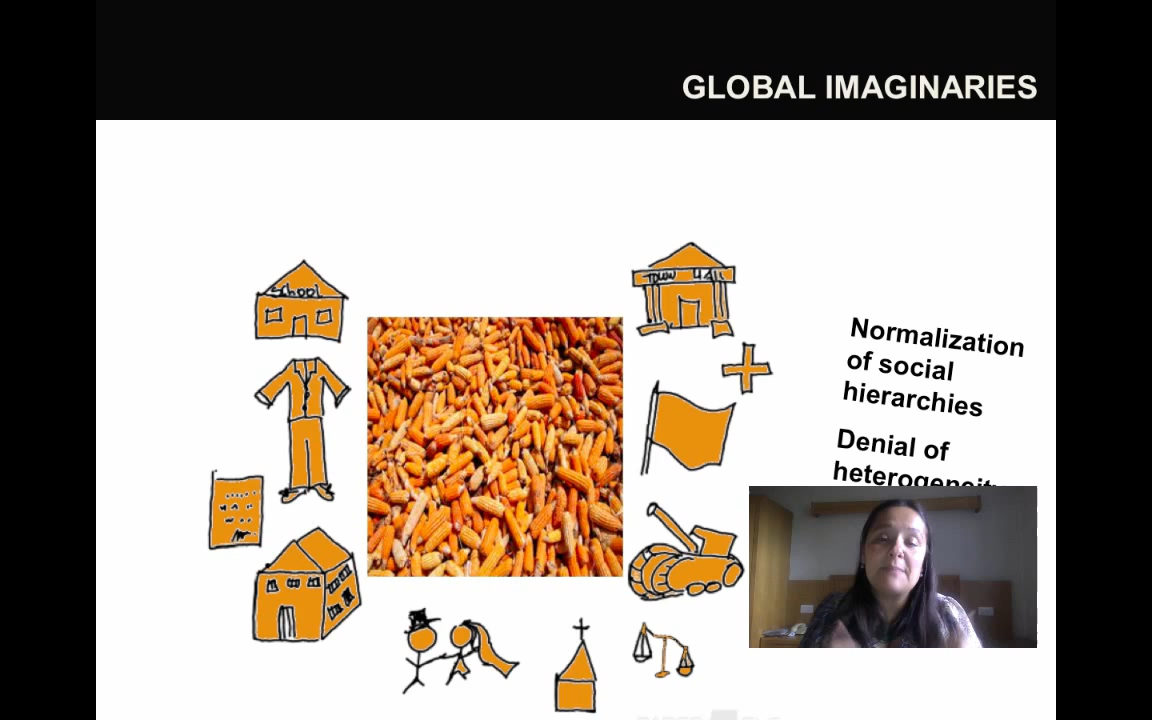 GLOBAL IMAGINARIES
School
TOWN HALL
Normalization
of social
hierarchies
Denial of